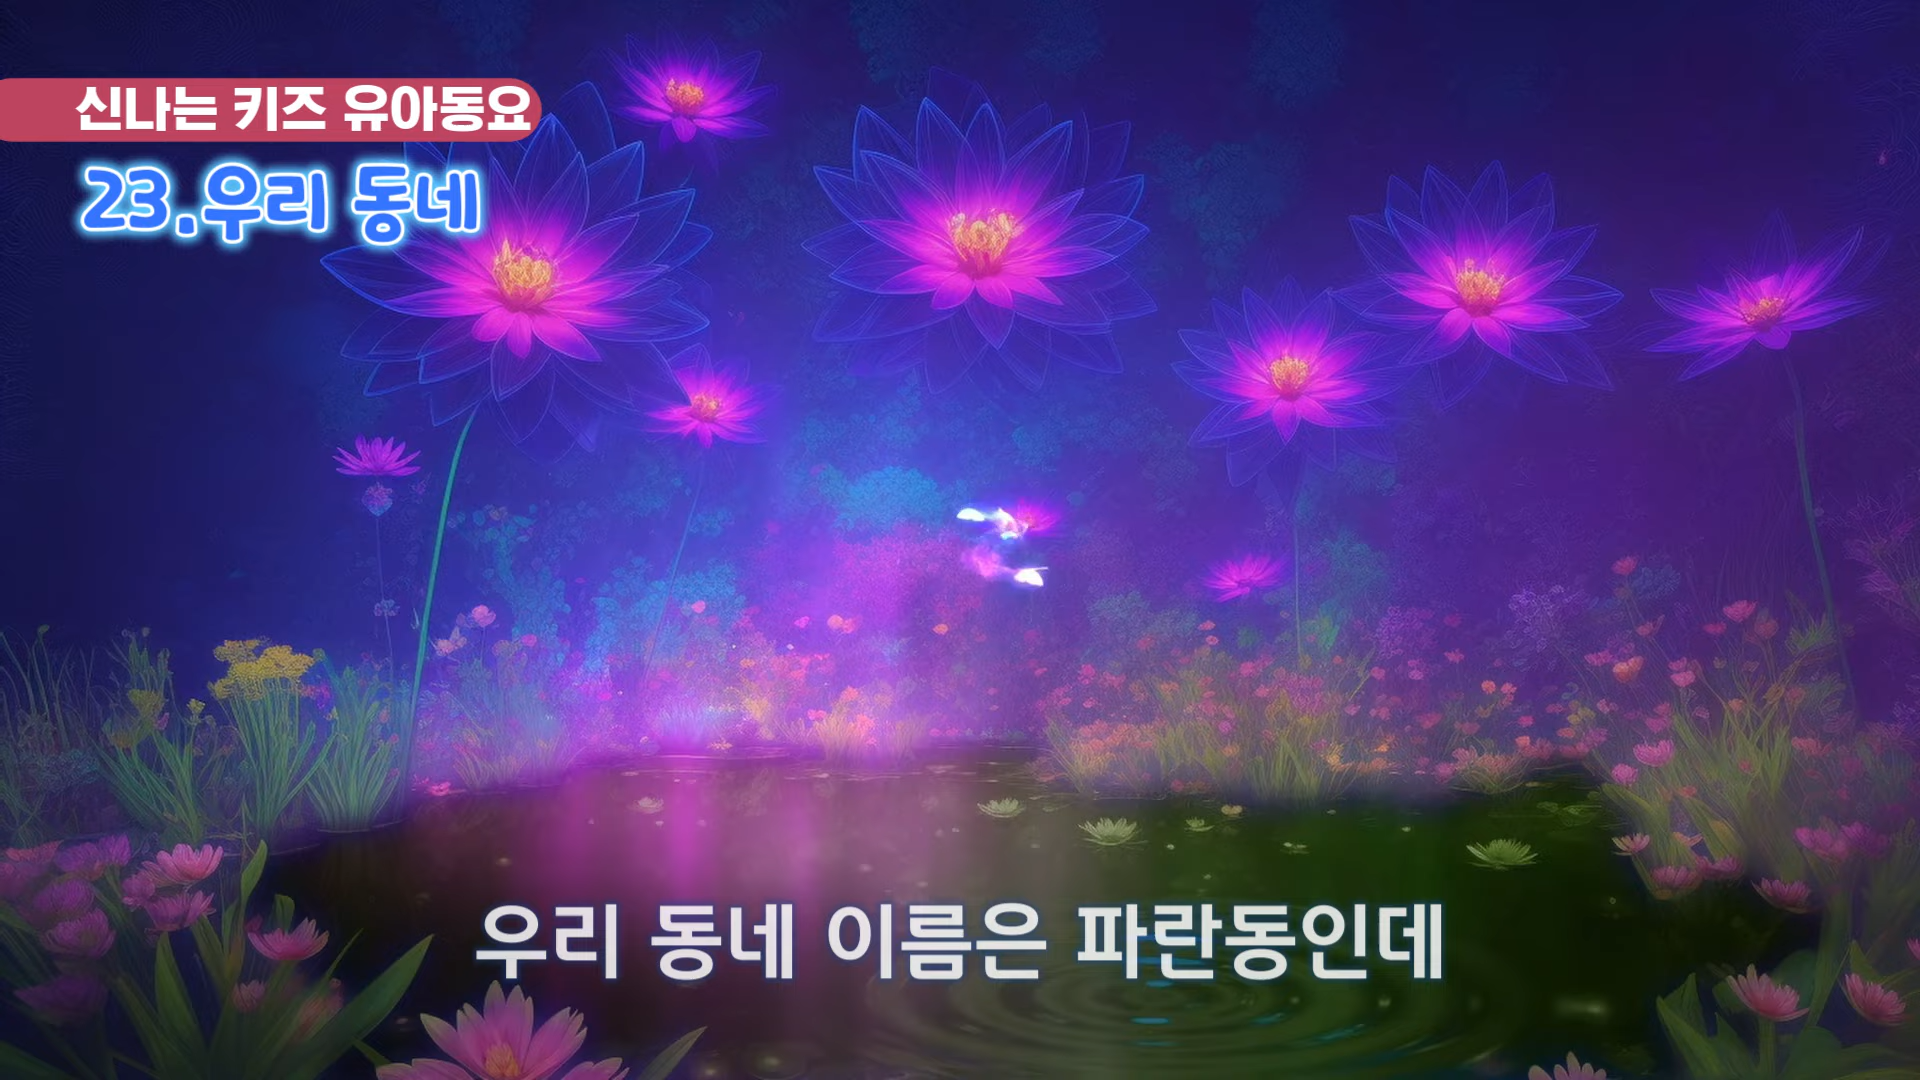 신나는 키즈 유아동요
23.우리 동네
우리 동네 이름은 파란동인데